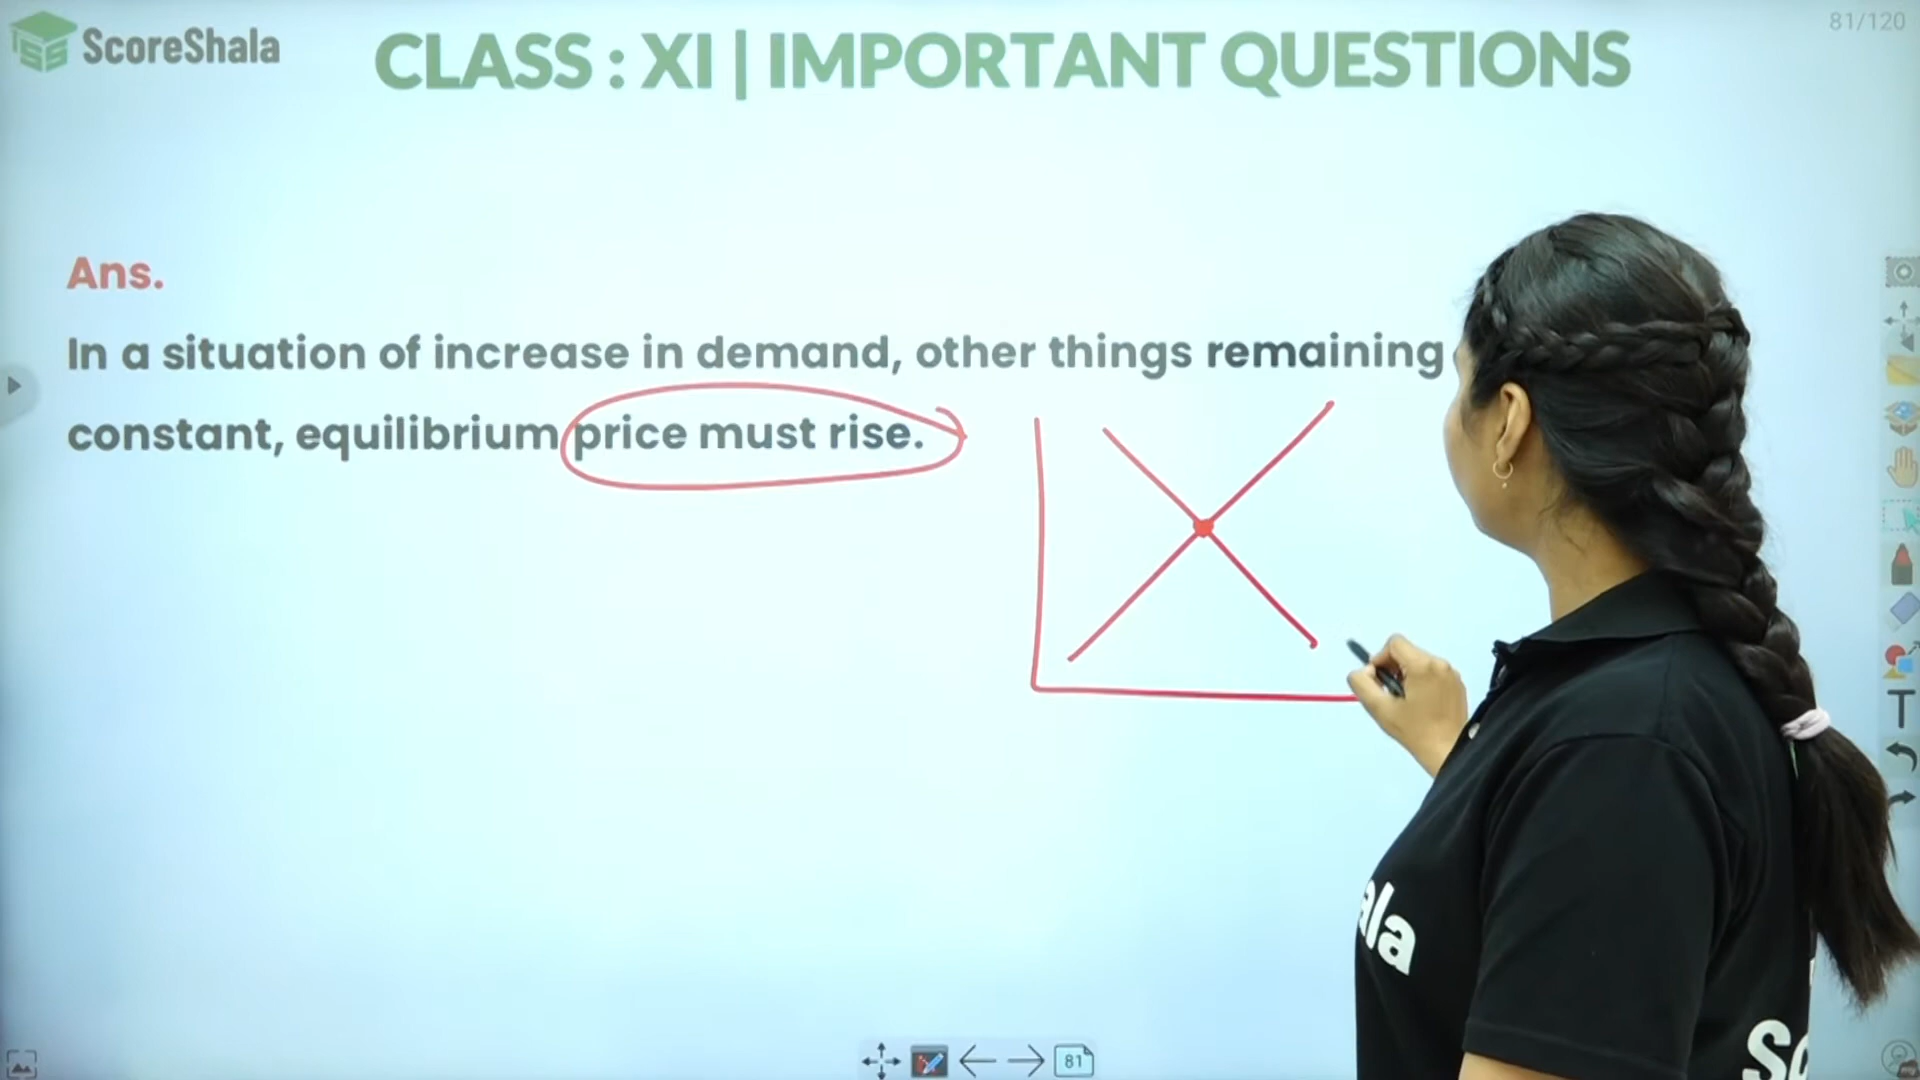 ScoreShala
CLASS : XI | IMPORTANT QUESTIONS
81/120
Ans.
In a situation of increase in demand, other things remaining
constant, equilibrium price must rise.
T
ala
Sc
81